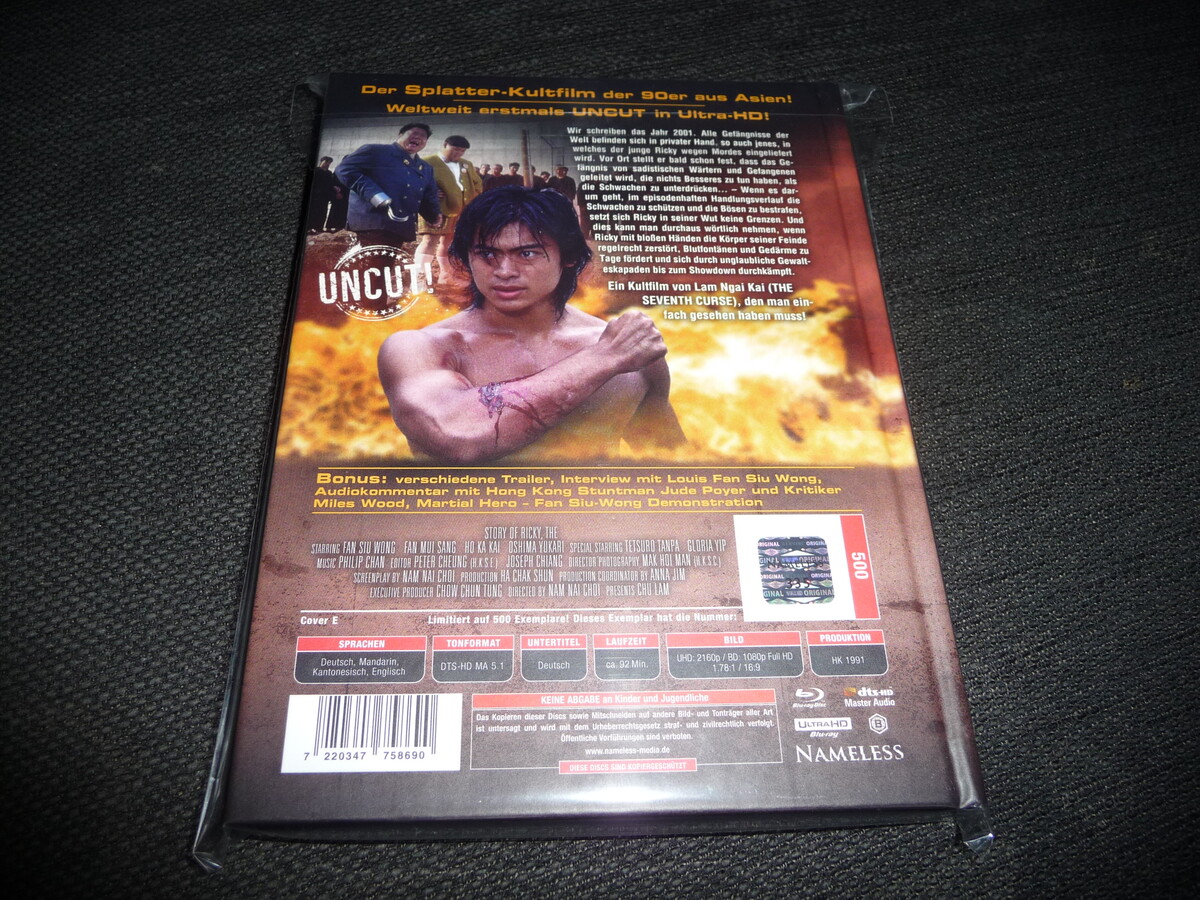 Der Splatter-Kultfilm der 90er aus Asien!
Weltweit erstmals UNCUT in Ultra-HD!
Wir schreiben das Jahr 2001. Alle Gefängnisse der
Welt befinden sich in privater Hand, so auch jenes, in
welches der junge Ricky wegen Mordes eingeliefert
wird. Vor Ort stellt er bald schon fest, dass das Ge-
fängnis von sadistischen Wärtern und Gefangenen
geleitet wird, die nichts Besseres zu tun haben, als
die Schwachen zu unterdrücken... – Wenn es dar-
um geht, im episodenhaften Handlungsverlauf die
Schwachen zu schützen und die Bösen zu bestrafen,
setzt sich Ricky in seiner Wut keine Grenzen. Und
dies kann man durchaus wörtlich nehmen, wenn
Ricky mit bloßen Händen die Körper seiner Feinde
regelrecht zerstört, Blutfontänen und Gedärme zu
Tage fördert und sich durch unglaubliche Gewalt-
eskapaden bis zum Showdown durchkämpft.
Ein Kultfilm von Lam Ngai Kai (THE
SEVENTH CURSE), den man ein-
fach gesehen haben muss!
UNCUT!
Bonus: verschiedene Trailer, Interview mit Louis Fan Siu Wong,
Audiokommentar mit Hong Kong Stuntman Jude Poyer und Kritiker
Miles Wood, Martial Hero - Fan Siu-Wong Demonstration
STORY OF RICKY, THE
STARRING FAN SIU WONG FAN MUI SANG HO KA KAI OSHIMA YUKARI SPECIAL STARRING TETSURO TANPA GLORIA YIP
MUSIC PHILIP CHAN EDITOR PETER CHEUNG (H.K.S.E.) JOSEPH CHIANG DIRECTOR PHOTOGRAPHY MAK HOI MAN (H.K.S.C.)
SCREENPLAY BY NAM NAI CHOI PRODUCTION HA CHAK SHUN PRODUCTION COORDINATOR BY ANNA JIM
EXECUTIVE PRODUCER CHOW CHUN TUNG DIRECTED BY NAM NAI CHOI PRESENTS CHU LAM
ORIGINAL
500
Cover E Limitiert auf 500 Exemplare! Dieses Exemplar hat die Nummer:
SPRACHEN
Deutsch, Mandarin,
Kantonesisch, Englisch
TONFORMAT
DTS-HD MA 5.1
UNTERTITEL
Deutsch
LAUFZEIT
ca. 92 Min.
BILD
UHD: 2160p / BD: 1080p Full HD
1.78:1 / 16:9
PRODUKTION
HK 1991
7 220347 758690
KEINE ABGABE an Kinder und Jugendliche
Das Kopieren dieser Discs sowie Mitschneiden auf andere Bild- und Tonträger aller Art
ist untersagt und wird mit dem Urheberrechtsgesetz straf- und zivilrechtlich verfolgt.
Öffentliche Vorführungen sind verboten.
www.nameless-media.de
DIESE DISCS SIND KOPIERGESCHÜTZT
Blu-ray Disc
dts-HD
Master Audio
ULTRA HD
Blu-ray
B
NAMELESS